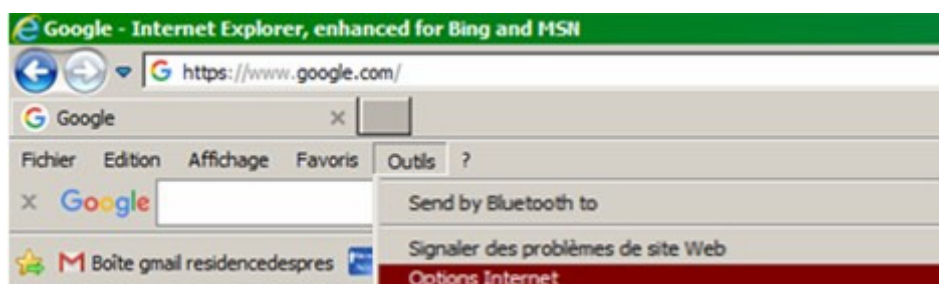 Google - Internet Explorer, enhanced for Bing and MSN
https://www.google.com/
Google
Fichier Edition Affichage Favoris Outils ?
Google
Send by Bluetooth to
Boîte gmail residencedespres
Signaler des problèmes de site Web
Options Internet